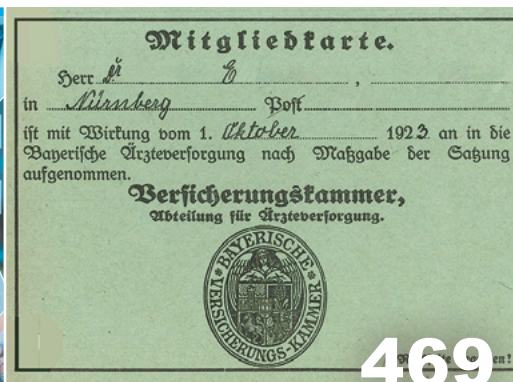 Mitgliedkarte.
Herr Dr E ,
in Nürnberg Post
ist mit Wirkung vom 1. Oktober 1923 an in die
Bayerische Ärzteversorgung nach Maßgabe der Satzung
aufgenommen.
Versicherungskammer,
Abteilung für Ärzteversorgung.
BAYERISCHE
VERSICHERUNGS-KAMMER
469